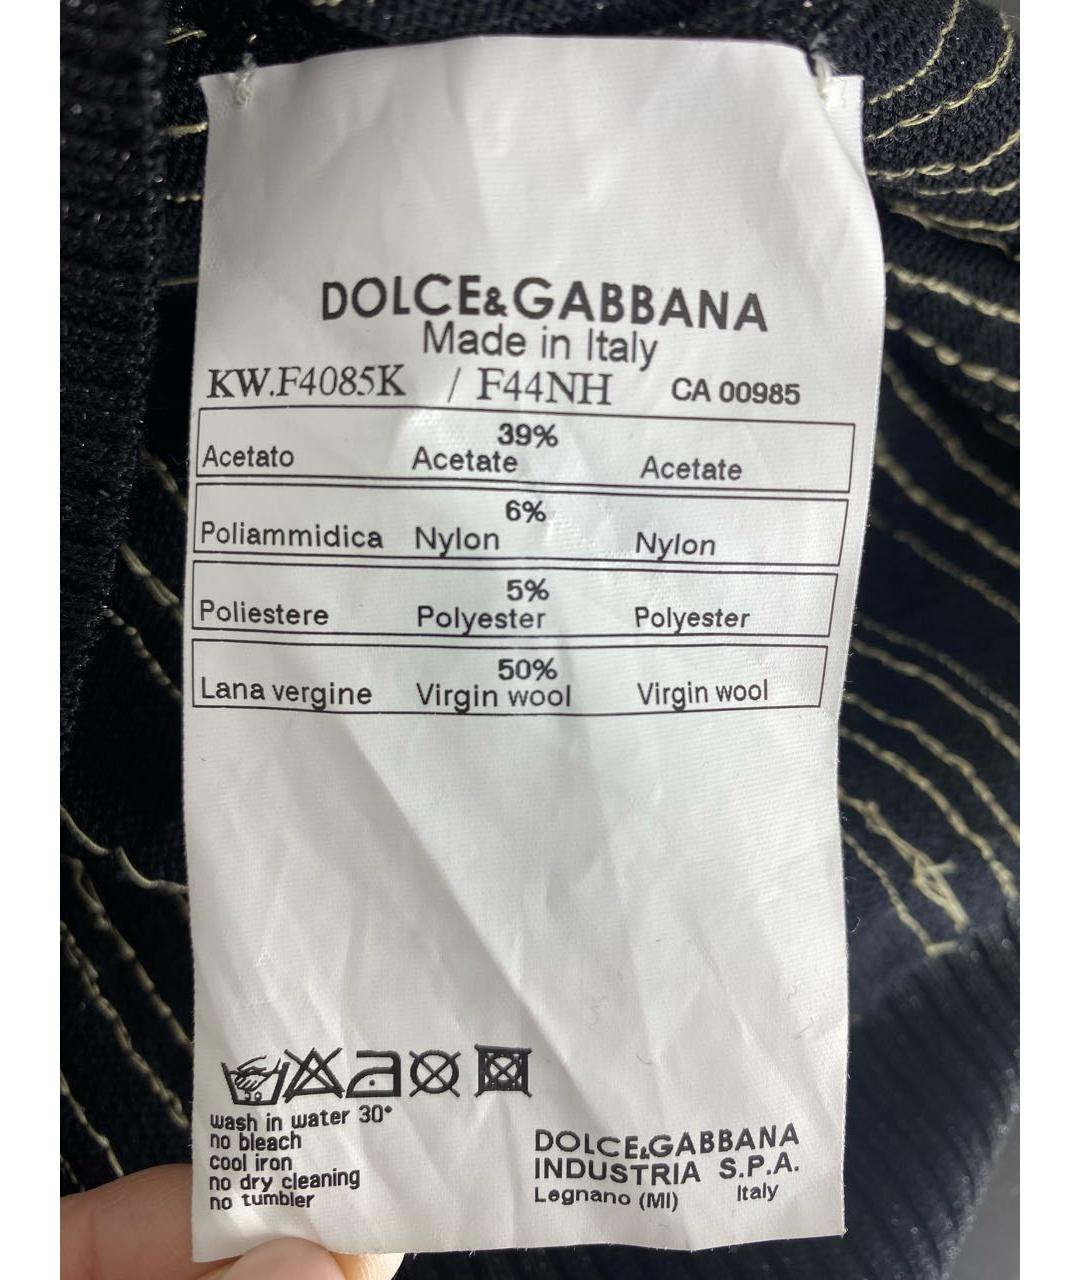 DOLCE&GABBANA
Made in Italy
KW.F4085K / F44NH CA 00985
39%
Acetato Acetate Acetate
6%
Poliammidica Nylon Nylon
5%
Poliestere Polyester Polyester
50%
Lana vergine Virgin wool Virgin wool
wash in water 30°
no bleach
cool iron
no dry cleaning
no tumbler
DOLCE&GABBANA
INDUSTRIA S.P.A.
Legnano (MI) Italy